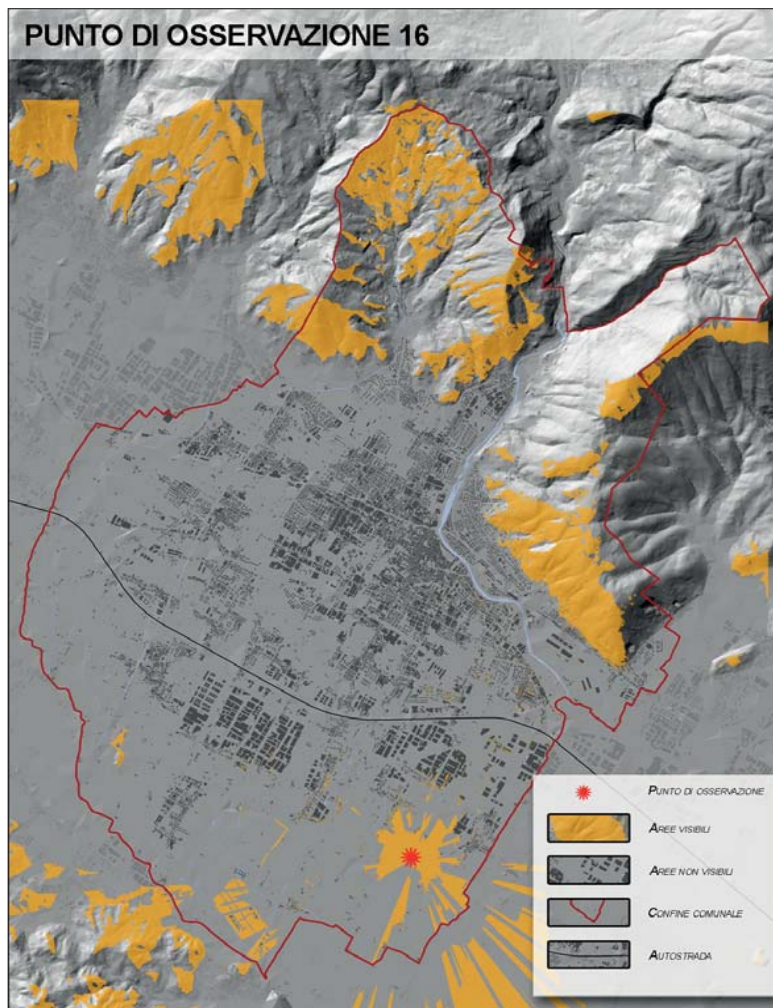 PUNTO DI OSSERVAZIONE 16
PUNTO DI OSSERVAZIONE
AREE VISIBILI
AREE NON VISIBILI
CONFINE COMUNALE
AUTOSTRADA